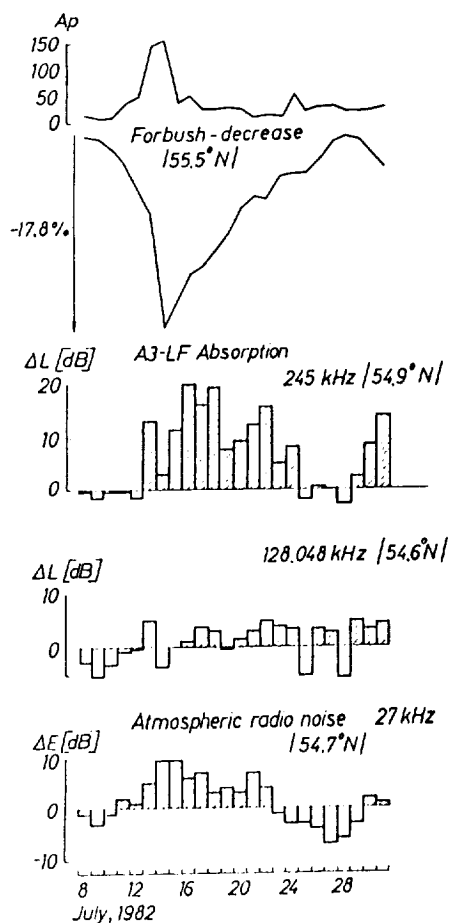 Ap
150
100
50
0
Forbush-decrease
|55,5°N|
-17.8%
ΔL [dB] A3-LF Absorption
20
245 kHz |54.9°N|
10
0
128.048 kHz |54.6°N|
ΔL [dB]
10
0
Atmospheric radio noise 27 kHz
ΔE [dB] |54.7°N|
10
0
-10
8 12 16 20 24 28
July, 1982